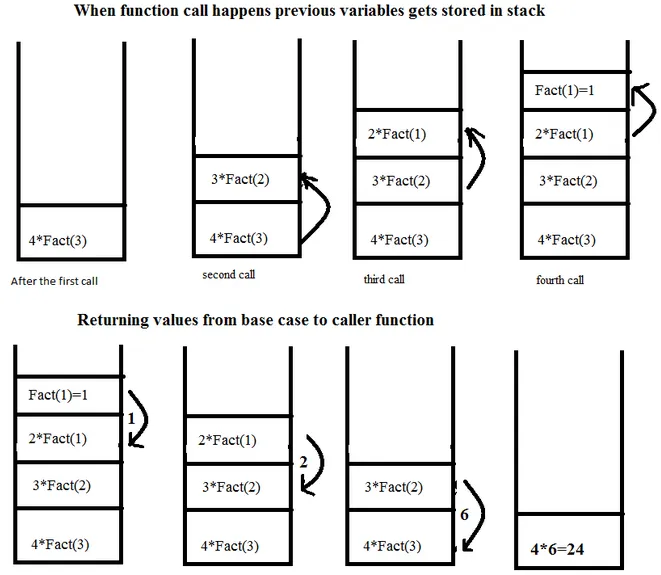 When function call happens previous variables gets stored in stack
4*Fact(3)
After the first call
3*Fact(2)
4*Fact(3)
second call
2*Fact(1)
3*Fact(2)
4*Fact(3)
third call
Fact(1)=1
2*Fact(1)
3*Fact(2)
4*Fact(3)
fourth call
Returning values from base case to caller function
Fact(1)=1
1
2*Fact(1)
3*Fact(2)
4*Fact(3)
2*Fact(1)
2
3*Fact(2)
4*Fact(3)
3*Fact(2)
6
4*Fact(3)
4*6=24